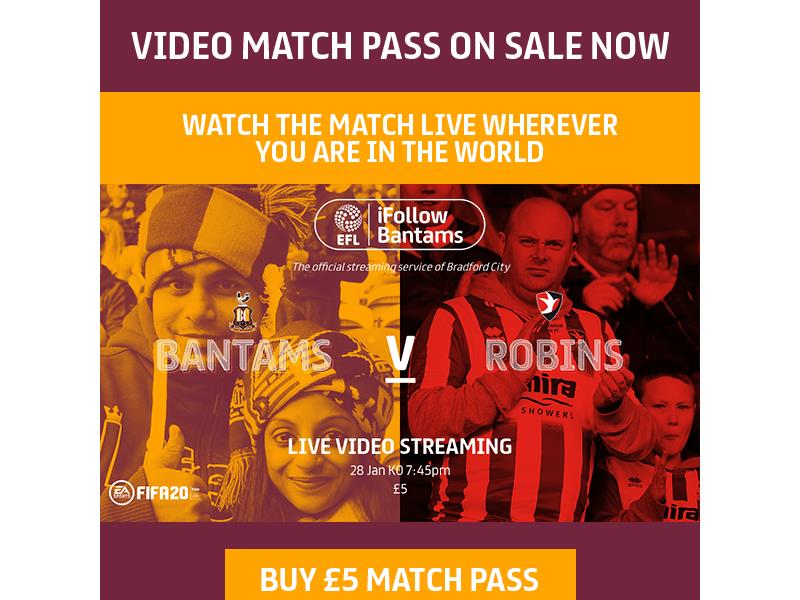 VIDEO MATCH PASS ON SALE NOW
WATCH THE MATCH LIVE WHEREVER
YOU ARE IN THE WORLD
EFL
iFollow
Bantams
The official streaming service of Bradford City
BANTAMS
V
ROBINS
mira
SHOWERS
LIVE VIDEO STREAMING
28 Jan KO 7:45pm
£5
EA
SPORTS
FIFA20
BUY £5 MATCH PASS